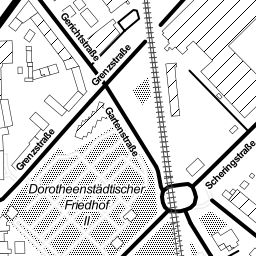 Gerichtstraße
Grenzstraße
Gartenstraße
Grenzstraße
Scheringstraße
Dorotheenstädtischer
Friedhof
II